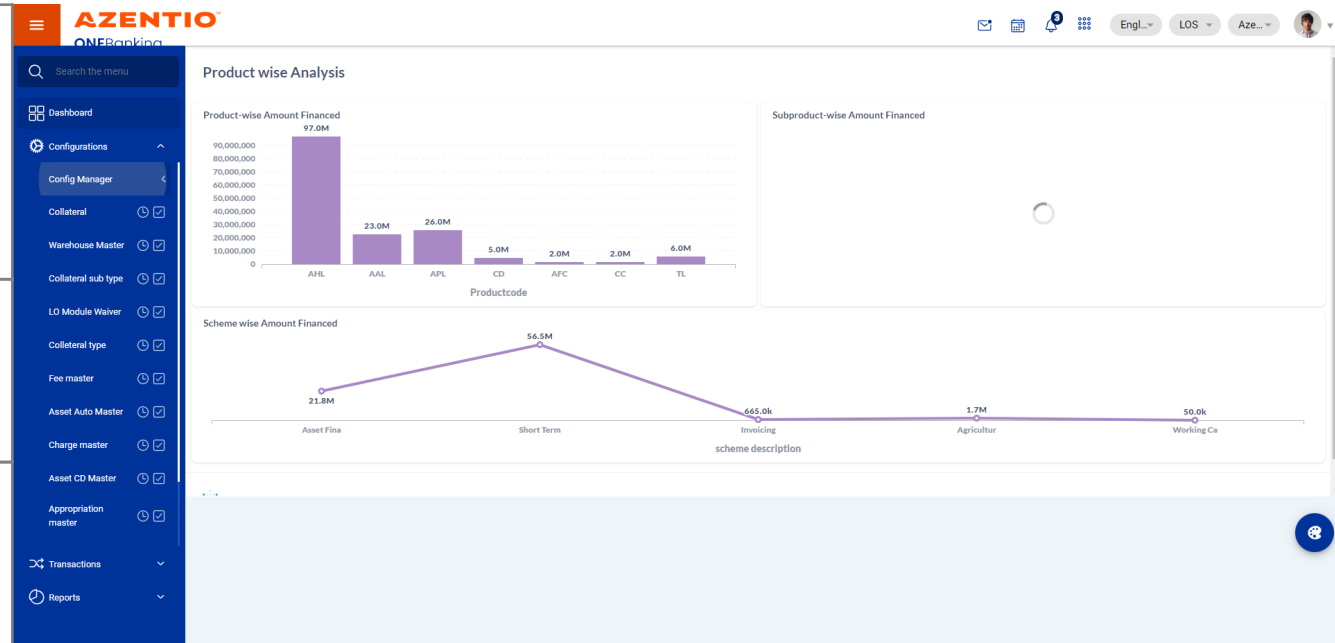 AZENTIO
ONEBanking
3
Engl...
LOS
Aze...
Search the menu
Dashboard
Configurations
Config Manager
Collateral
Warehouse Master
Collateral sub type
LO Module Waiver
Colleteral type
Fee master
Asset Auto Master
Charge master
Asset CD Master
Appropriation
master
Transactions
Reports
Product wise Analysis
Product-wise Amount Financed
97.0M
90,000,000
80,000,000
70,000,000
60,000,000
50,000,000
40,000,000
30,000,000
20,000,000
10,000,000
0
23.0M
26.0M
5.0M
2.0M
2.0M
6.0M
AHL AAL APL CD AFC CC TL
Productcode
Subproduct-wise Amount Financed
Scheme wise Amount Financed
56.5M
21.8M
665.0k
1.7M
50.0k
Asset Fina Short Term Invoicing Agricultur Working Ca
scheme description